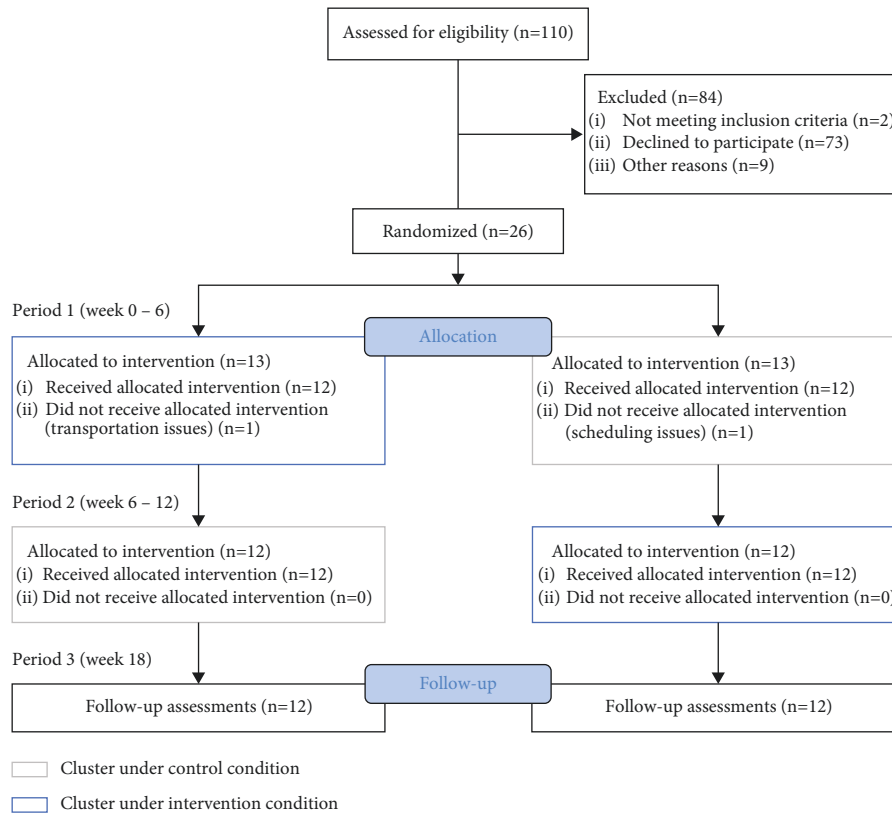 Assessed for eligibility (n=110)
Excluded (n=84)
(i) Not meeting inclusion criteria (n=2)
(ii) Declined to participate (n=73)
(iii) Other reasons (n=9)
Randomized (n=26)
Period 1 (week 0 – 6)
Allocation
Allocated to intervention (n=13)
(i) Received allocated intervention (n=12)
(ii) Did not receive allocated intervention
(transportation issues) (n=1)
Allocated to intervention (n=13)
(i) Received allocated intervention (n=12)
(ii) Did not receive allocated intervention
(scheduling issues) (n=1)
Period 2 (week 6 – 12)
Allocated to intervention (n=12)
(i) Received allocated intervention (n=12)
(ii) Did not receive allocated intervention (n=0)
Allocated to intervention (n=12)
(i) Received allocated intervention (n=12)
(ii) Did not receive allocated intervention (n=0)
Period 3 (week 18)
Follow-up
Follow-up assessments (n=12)
Follow-up assessments (n=12)
Cluster under control condition
Cluster under intervention condition